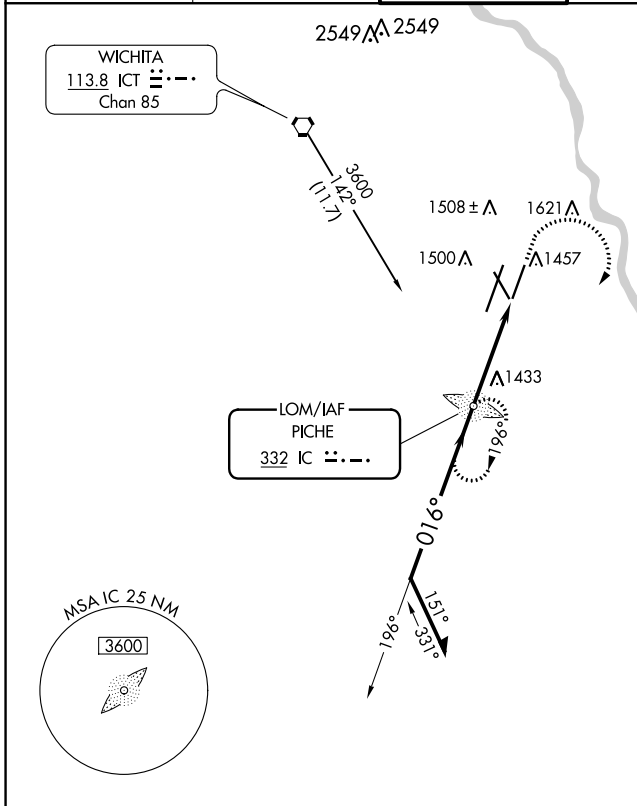 2549 2549
WICHITA
113.8 ICT
Chan 85
3600
142°
(11.7)
1508 ± 1621
1500 1457
1433
LOM/IAF
PICHE
332 IC
196°
016°
151°
331°
196°
MSA IC 25 NM
3600